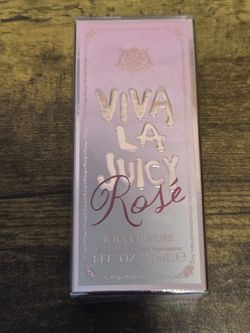 VIVA
LA
JUICY
Rosé
JUICY COUTURE
1 FL OZ 30 mL e